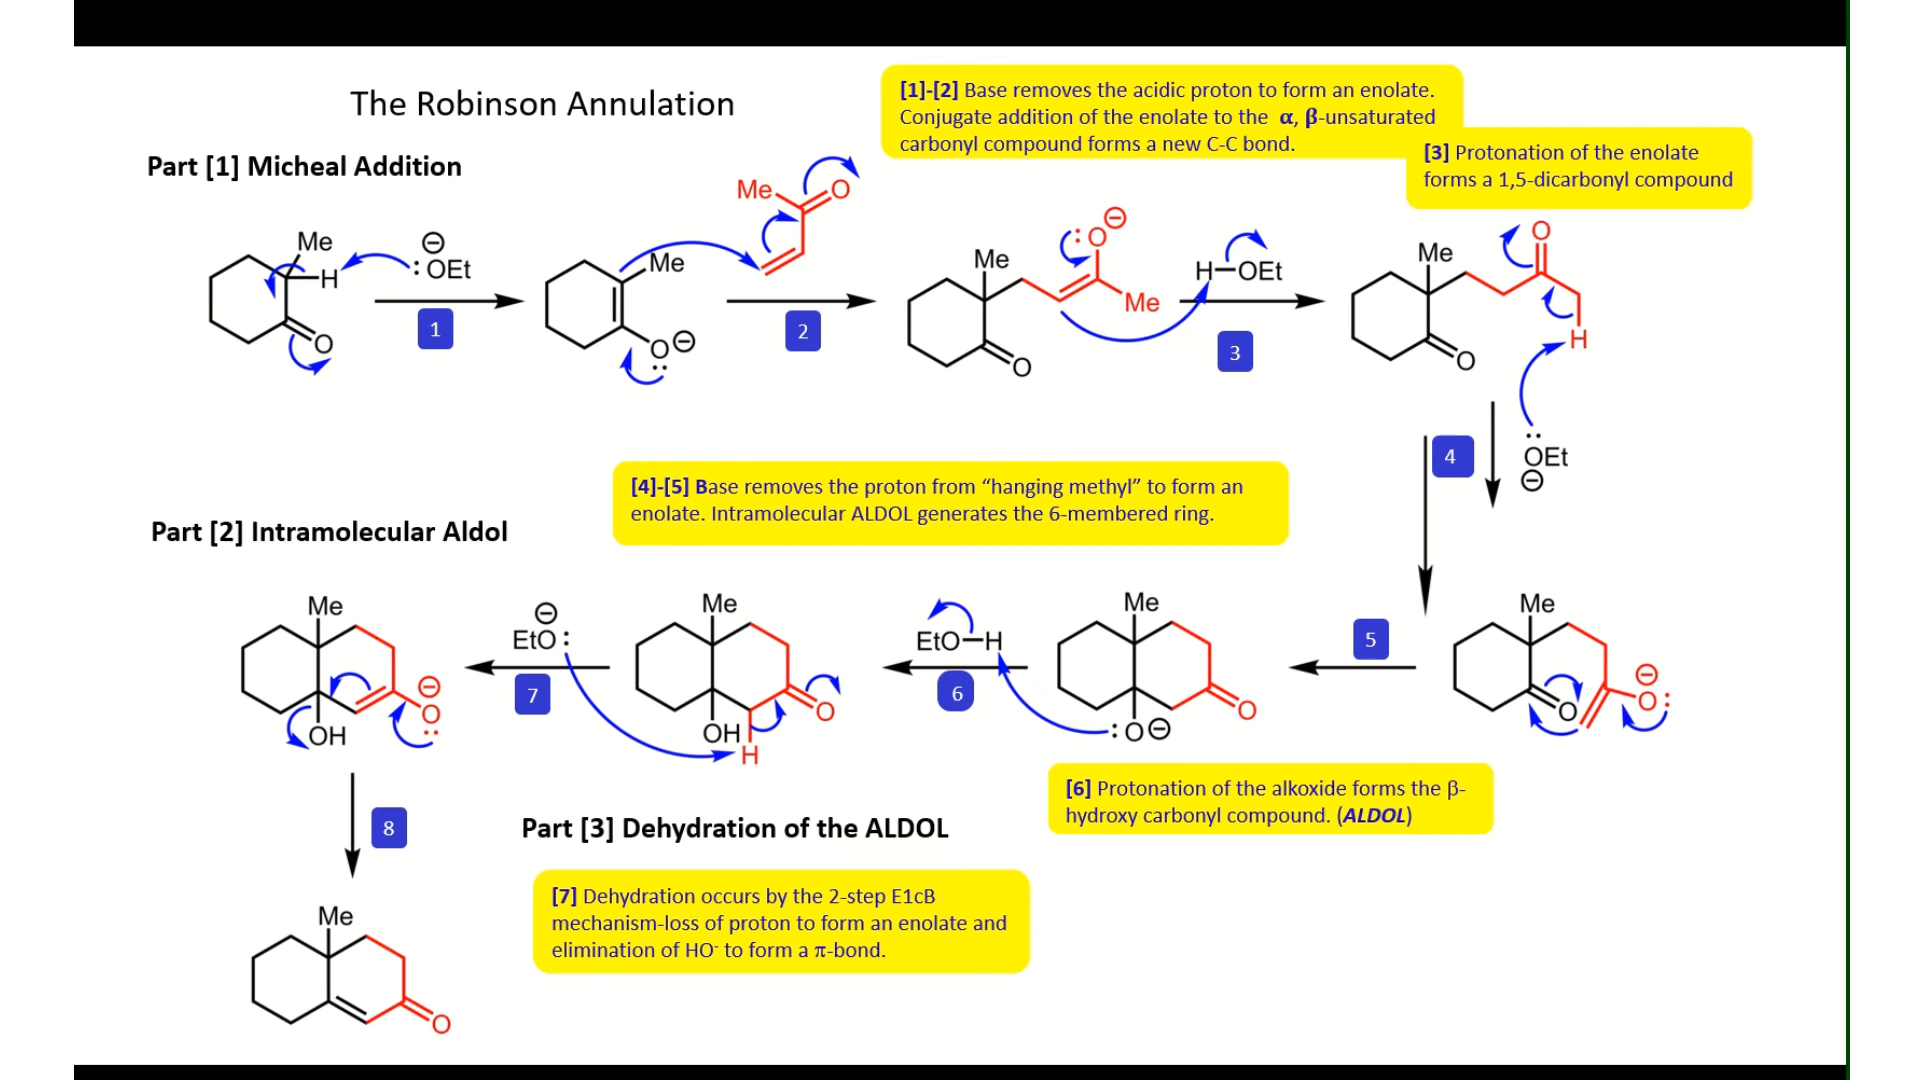 The Robinson Annulation
[1]-[2] Base removes the acidic proton to form an enolate.
Conjugate addition of the enolate to the α, β-unsaturated
carbonyl compound forms a new C-C bond.
[3] Protonation of the enolate
forms a 1,5-dicarbonyl compound
Part [1] Micheal Addition
Me
H
O
⊖
:OEt
1
Me
O⊖
Me
O
2
Me
O
⊖
:O
Me
H–OEt
3
Me
O
O
H
4
OEt
⊖
[4]-[5] Base removes the proton from “hanging methyl” to form an
enolate. Intramolecular ALDOL generates the 6-membered ring.
Part [2] Intramolecular Aldol
Me
O
⊖
O:
5
Me
O
:O⊖
EtO–H
6
Me
O
OH
H
⊖
EtO:
7
Me
⊖
O
OH
[6] Protonation of the alkoxide forms the β-
hydroxy carbonyl compound. (ALDOL)
8
Part [3] Dehydration of the ALDOL
[7] Dehydration occurs by the 2-step E1cB
mechanism-loss of proton to form an enolate and
elimination of HO⁻ to form a π-bond.
Me
O